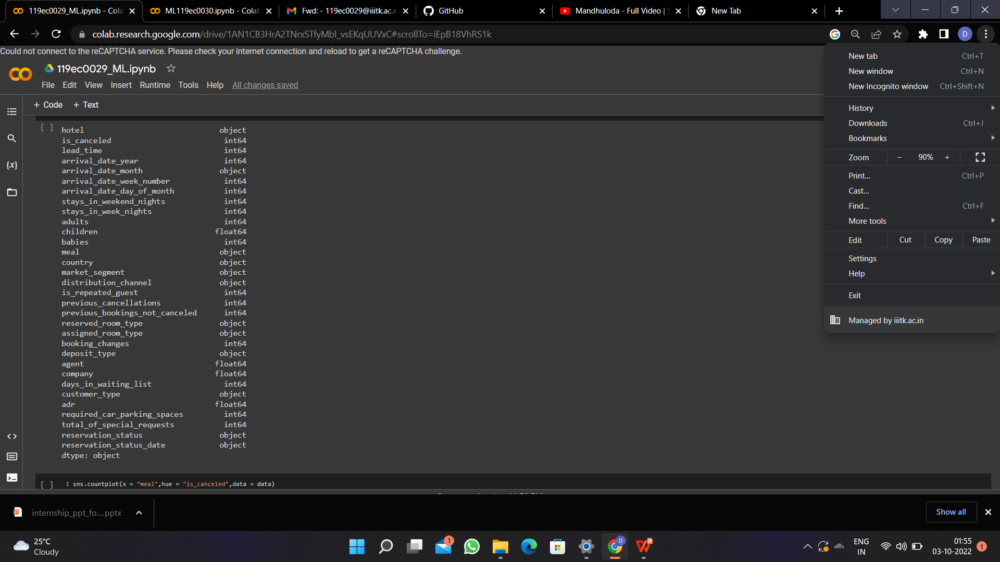 119ec0029_ML.ipynb - Cola
ML119ec0030.ipynb - Colab
Fwd: - 119ec0029@iiitk.ac.in
GitHub
Mandhuloda - Full Video | S
New Tab
colab.research.google.com/drive/1AN1CB3HrA2TNrxSTfyMbl_vsEKqUUVxC#scrollTo=iEpB18VhRS1k
D
Could not connect to the reCAPTCHA service. Please check your internet connection and reload to get a reCAPTCHA challenge.
119ec0029_ML.ipynb
File Edit View Insert Runtime Tools Help All changes saved
+ Code + Text
[ ]
hotel object
is_canceled int64
lead_time int64
arrival_date_year int64
arrival_date_month object
arrival_date_week_number int64
arrival_date_day_of_month int64
stays_in_weekend_nights int64
stays_in_week_nights int64
adults int64
children float64
babies int64
meal object
country object
market_segment object
distribution_channel object
is_repeated_guest int64
previous_cancellations int64
previous_bookings_not_canceled int64
reserved_room_type object
assigned_room_type object
booking_changes int64
deposit_type object
agent float64
company float64
days_in_waiting_list int64
customer_type object
adr float64
required_car_parking_spaces int64
total_of_special_requests int64
reservation_status object
reservation_status_date object
dtype: object
[ ] 1 sns.countplot(x = "meal",hue = "is_canceled",data = data)
New tab Ctrl+T
New window Ctrl+N
New Incognito window Ctrl+Shift+N
History
Downloads Ctrl+J
Bookmarks
Zoom - 90% +
Print... Ctrl+P
Cast...
Find... Ctrl+F
More tools
Edit Cut Copy Paste
Settings
Help
Exit
Managed by iiitk.ac.in
internship_ppt_fo....pptx
Show all
25°C
Cloudy
1
D
ENG
IN
01:55
03-10-2022
1